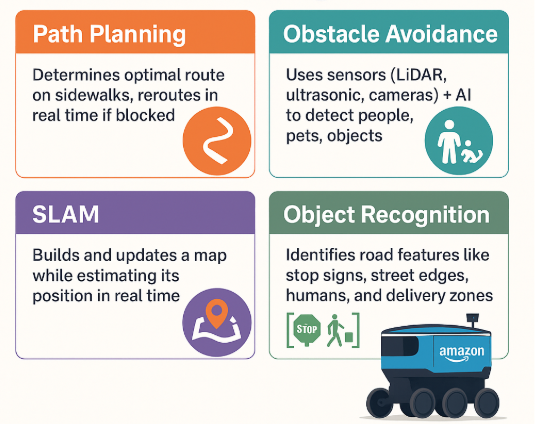 Path Planning
Determines optimal route
on sidewalks, reroutes in
real time if blocked
Obstacle Avoidance
Uses sensors (LiDAR,
ultrasonic, cameras) + AI
to detect people,
pets, objects
SLAM
Builds and updates a map
while estimating its
position in real time
Object Recognition
Identifies road features like
stop signs, street edges,
humans, and delivery zones
STOP
amazon